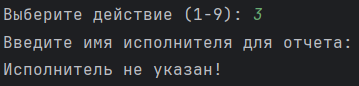 Выберите действие (1-9): 3
Введите имя исполнителя для отчета:
Исполнитель не указан!